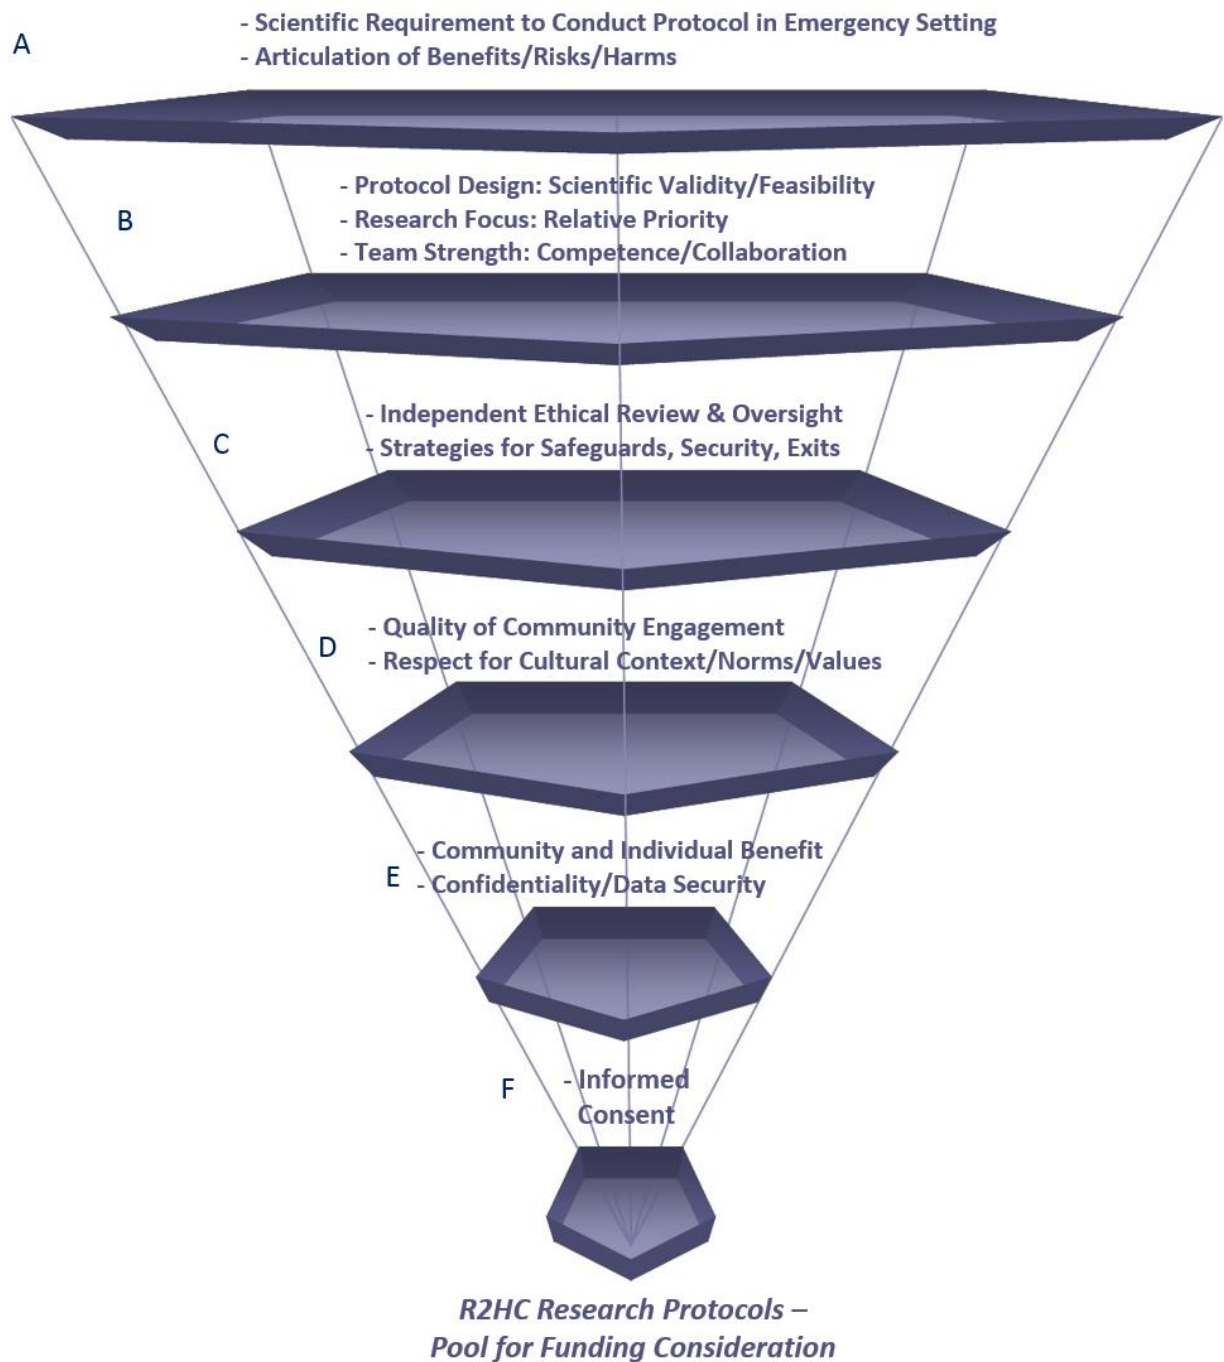 A
- Scientific Requirement to Conduct Protocol in Emergency Setting
- Articulation of Benefits/Risks/Harms
B
- Protocol Design: Scientific Validity/Feasibility
- Research Focus: Relative Priority
- Team Strength: Competence/Collaboration
C
- Independent Ethical Review & Oversight
- Strategies for Safeguards, Security, Exits
D
- Quality of Community Engagement
- Respect for Cultural Context/Norms/Values
E
- Community and Individual Benefit
- Confidentiality/Data Security
F
- Informed
Consent
R2HC Research Protocols –
Pool for Funding Consideration